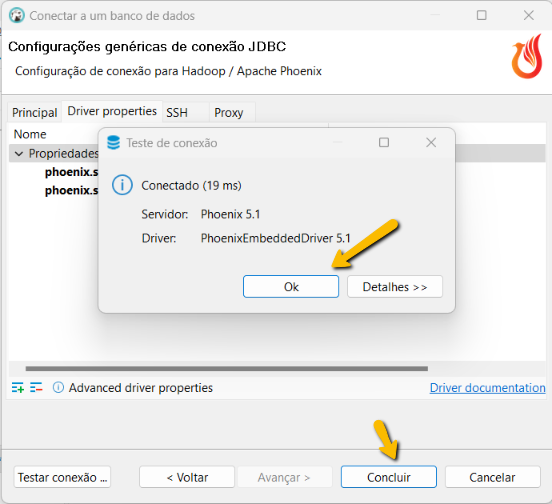 Conectar a um banco de dados
Configurações genéricas de conexão JDBC
Configuração de conexão para Hadoop / Apache Phoenix
Principal Driver properties SSH Proxy
Nome
Propriedades
phoenix.s
phoenix.s
Teste de conexão
Conectado (19 ms)
Servidor: Phoenix 5.1
Driver: PhoenixEmbeddedDriver 5.1
Ok Detalhes >>
Advanced driver properties Driver documentation
Testar conexão ... < Voltar Avançar > Concluir Cancelar